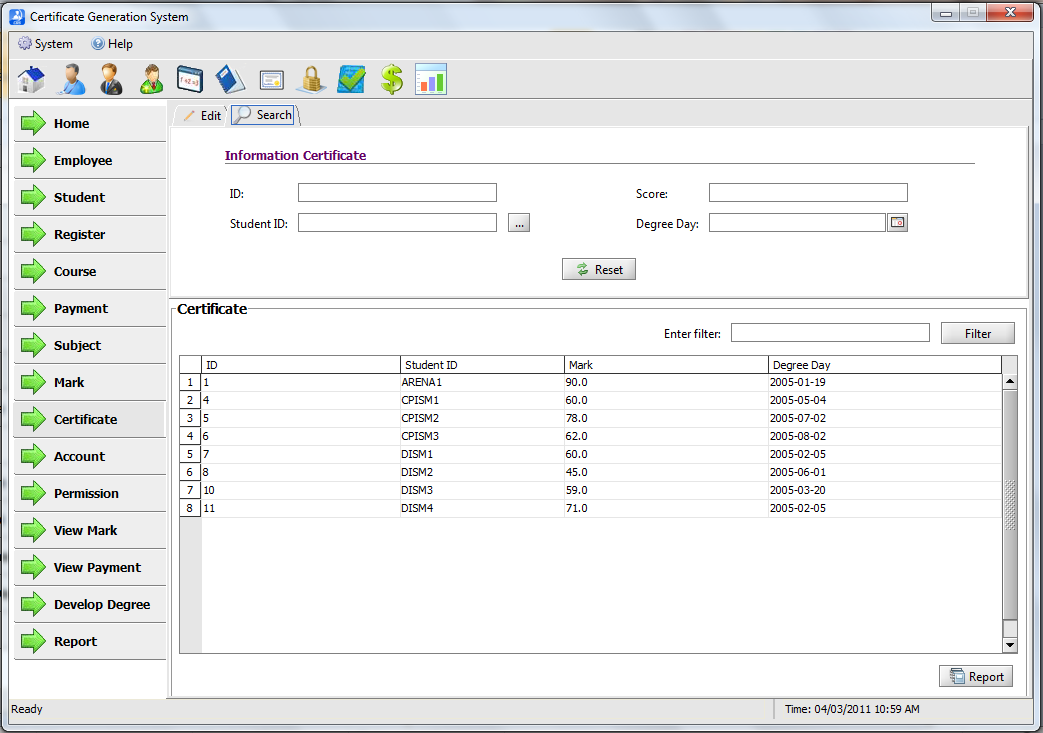 Certificate Generation System
System Help
Edit Search
Home
Employee
Student
Register
Course
Payment
Subject
Mark
Certificate
Account
Permission
View Mark
View Payment
Develop Degree
Report
Information Certificate
ID: Score:
Student ID: ... Degree Day:
Reset
Certificate
Enter filter: Filter
ID Student ID Mark Degree Day
1 1 ARENA1 90.0 2005-01-19
2 4 CPISM1 60.0 2005-05-04
3 5 CPISM2 78.0 2005-07-02
4 6 CPISM3 62.0 2005-08-02
5 7 DISM1 60.0 2005-02-05
6 8 DISM2 45.0 2005-06-01
7 10 DISM3 59.0 2005-03-20
8 11 DISM4 71.0 2005-02-05
Report
Ready Time: 04/03/2011 10:59 AM